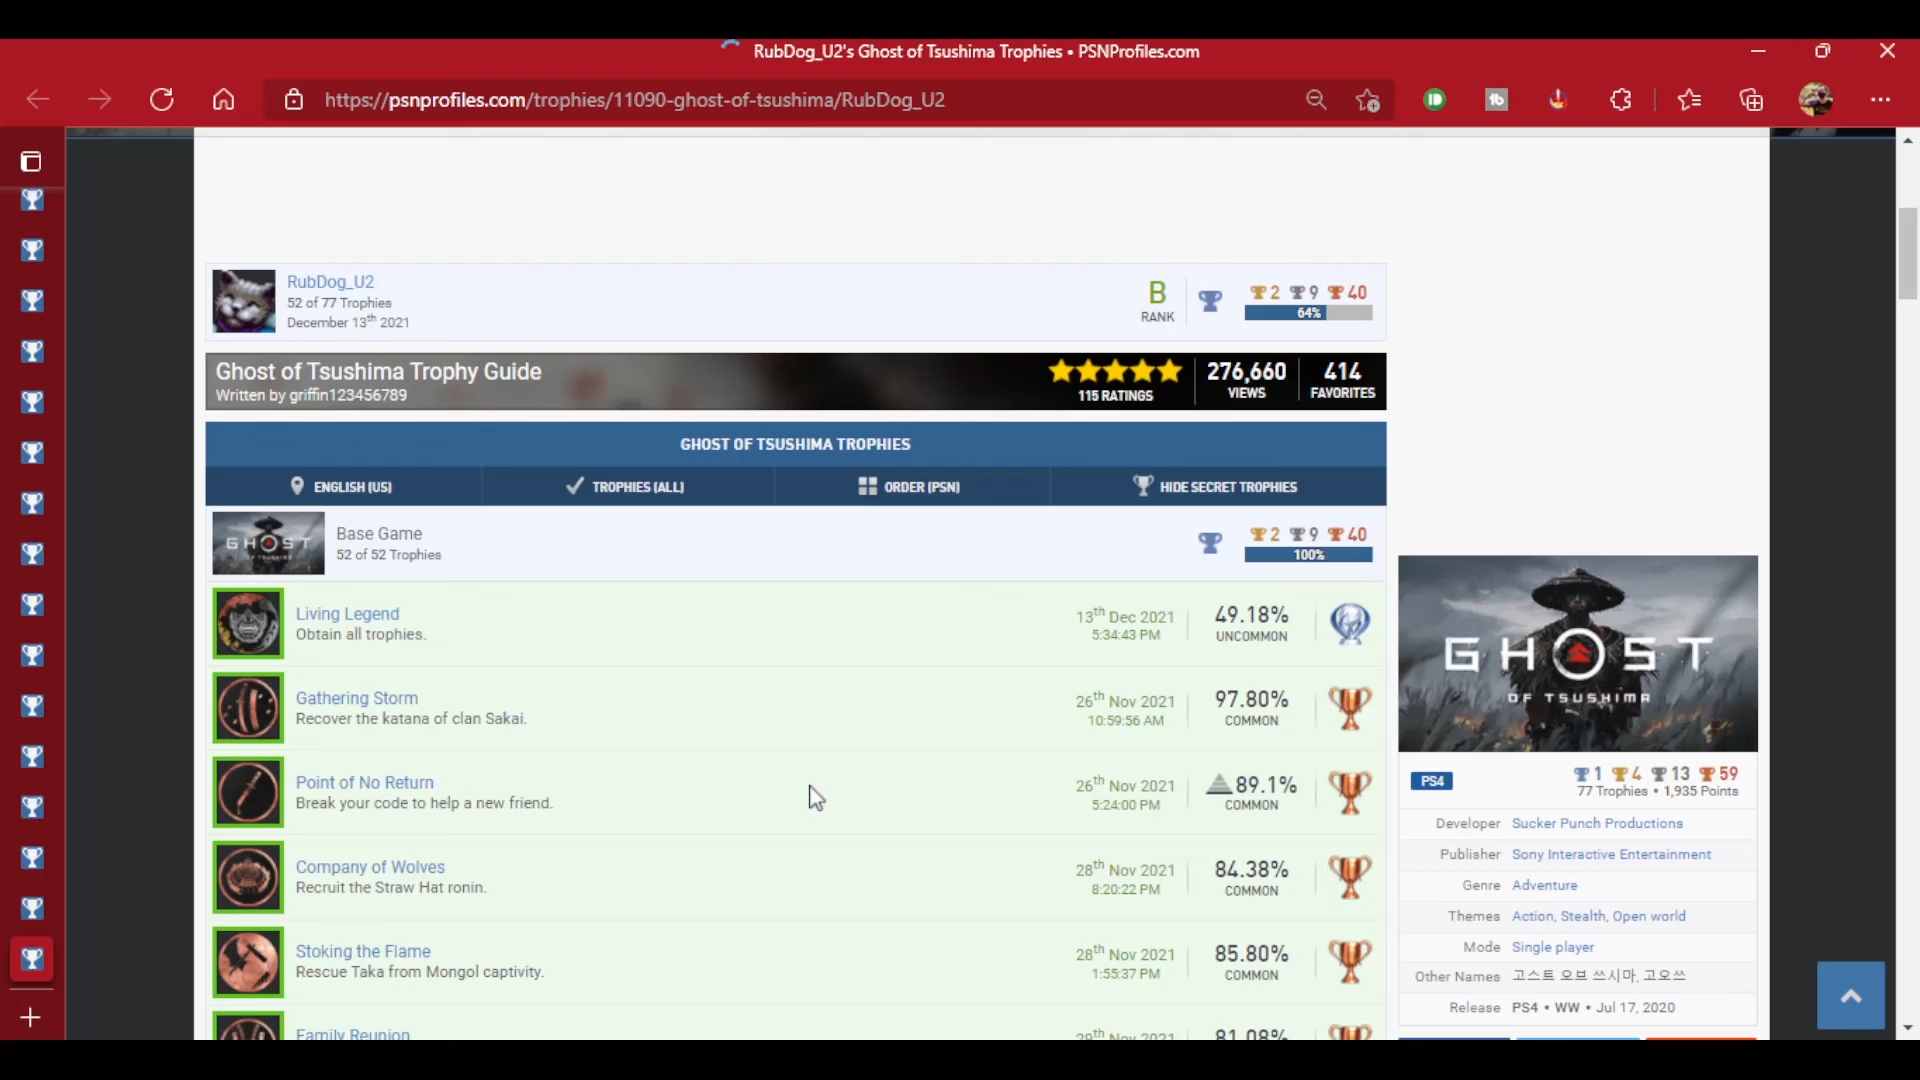 RubDog_U2's Ghost of Tsushima Trophies • PSNProfiles.com
https://psnprofiles.com/trophies/11090-ghost-of-tsushima/RubDog_U2
RubDog_U2
52 of 77 Trophies
December 13th 2021
B
RANK
2 9 40
64%
Ghost of Tsushima Trophy Guide
Written by griffin123456789
115 RATINGS
276,660
VIEWS
414
FAVORITES
GHOST OF TSUSHIMA TROPHIES
ENGLISH (US) TROPHIES (ALL) ORDER (PSN) HIDE SECRET TROPHIES
GHOST
Base Game
52 of 52 Trophies
2 9 40
100%
Living Legend
Obtain all trophies.
13th Dec 2021
5:34:43 PM
49.18%
UNCOMMON
Gathering Storm
Recover the katana of clan Sakai.
26th Nov 2021
10:59:56 AM
97.80%
COMMON
Point of No Return
Break your code to help a new friend.
26th Nov 2021
5:24:00 PM
89.1%
COMMON
Company of Wolves
Recruit the Straw Hat ronin.
28th Nov 2021
8:20:22 PM
84.38%
COMMON
Stoking the Flame
Rescue Taka from Mongol captivity.
28th Nov 2021
1:55:37 PM
85.80%
COMMON
Family Reunion
29th Nov 2021
81.08%
GHOST
OF TSUSHIMA
PS4
1 4 13 59
77 Trophies • 1,935 Points
Developer Sucker Punch Productions
Publisher Sony Interactive Entertainment
Genre Adventure
Themes Action, Stealth, Open world
Mode Single player
Other Names 고스트 오브 쓰시마, 고오쓰
Release PS4 • WW • Jul 17, 2020